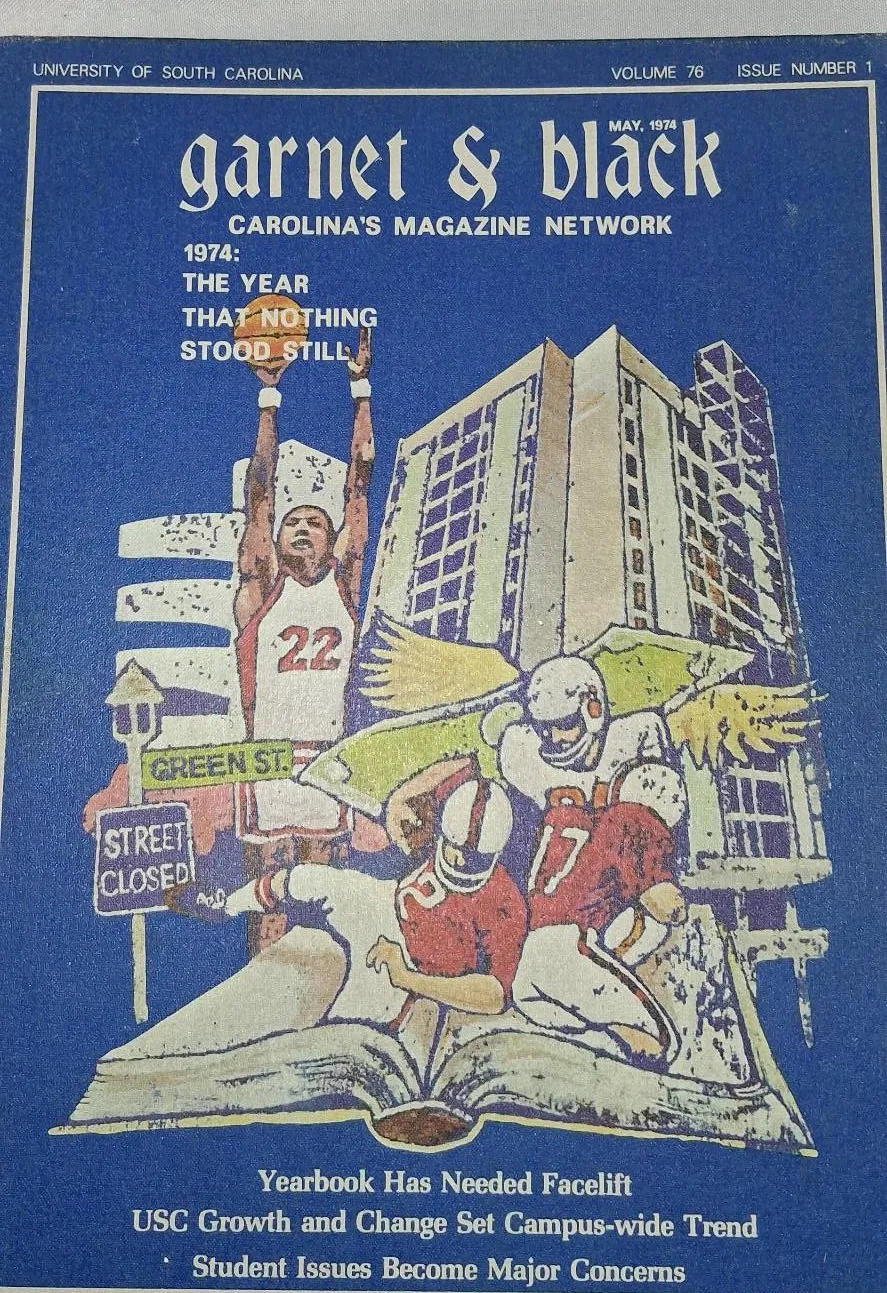 UNIVERSITY OF SOUTH CAROLINA VOLUME 76 ISSUE NUMBER 1
MAY, 1974
garnet & black
CAROLINA'S MAGAZINE NETWORK
1974:
THE YEAR
THAT NOTHING
STOOD STILL
22
GREEN ST.
STREET
CLOSED
17
Yearbook Has Needed Facelift
USC Growth and Change Set Campus-wide Trend
Student Issues Become Major Concerns